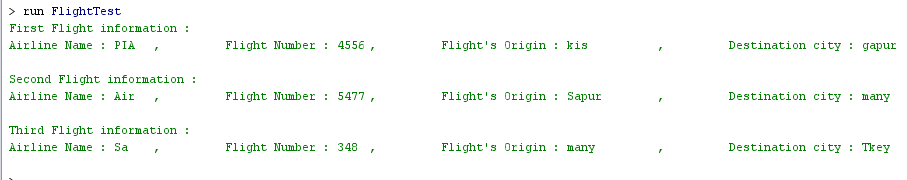 > run FlightTest
First Flight information :
Airline Name : PIA , Flight Number : 4556 , Flight's Origin : kis , Destination city : gapur
Second Flight information :
Airline Name : Air , Flight Number : 5477 , Flight's Origin : Sapur , Destination city : many
Third Flight information :
Airline Name : Sa , Flight Number : 348 , Flight's Origin : many , Destination city : Tkey
>